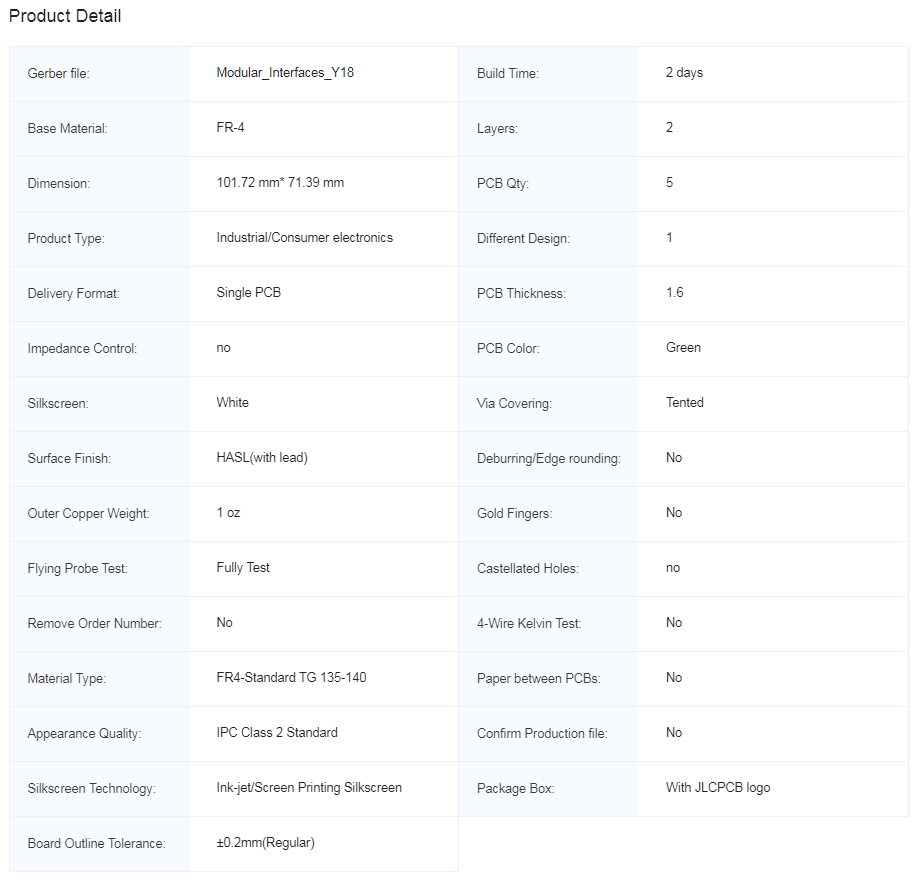 Product Detail
Gerber file: Modular_Interfaces_Y18 Build Time: 2 days
Base Material: FR-4 Layers: 2
Dimension: 101.72 mm* 71.39 mm PCB Qty: 5
Product Type: Industrial/Consumer electronics Different Design: 1
Delivery Format: Single PCB PCB Thickness: 1.6
Impedance Control: no PCB Color: Green
Silkscreen: White Via Covering: Tented
Surface Finish: HASL(with lead) Deburring/Edge rounding: No
Outer Copper Weight: 1 oz Gold Fingers: No
Flying Probe Test: Fully Test Castellated Holes: no
Remove Order Number: No 4-Wire Kelvin Test: No
Material Type: FR4-Standard TG 135-140 Paper between PCBs: No
Appearance Quality: IPC Class 2 Standard Confirm Production file: No
Silkscreen Technology: Ink-jet/Screen Printing Silkscreen Package Box: With JLCPCB logo
Board Outline Tolerance: ±0.2mm(Regular)